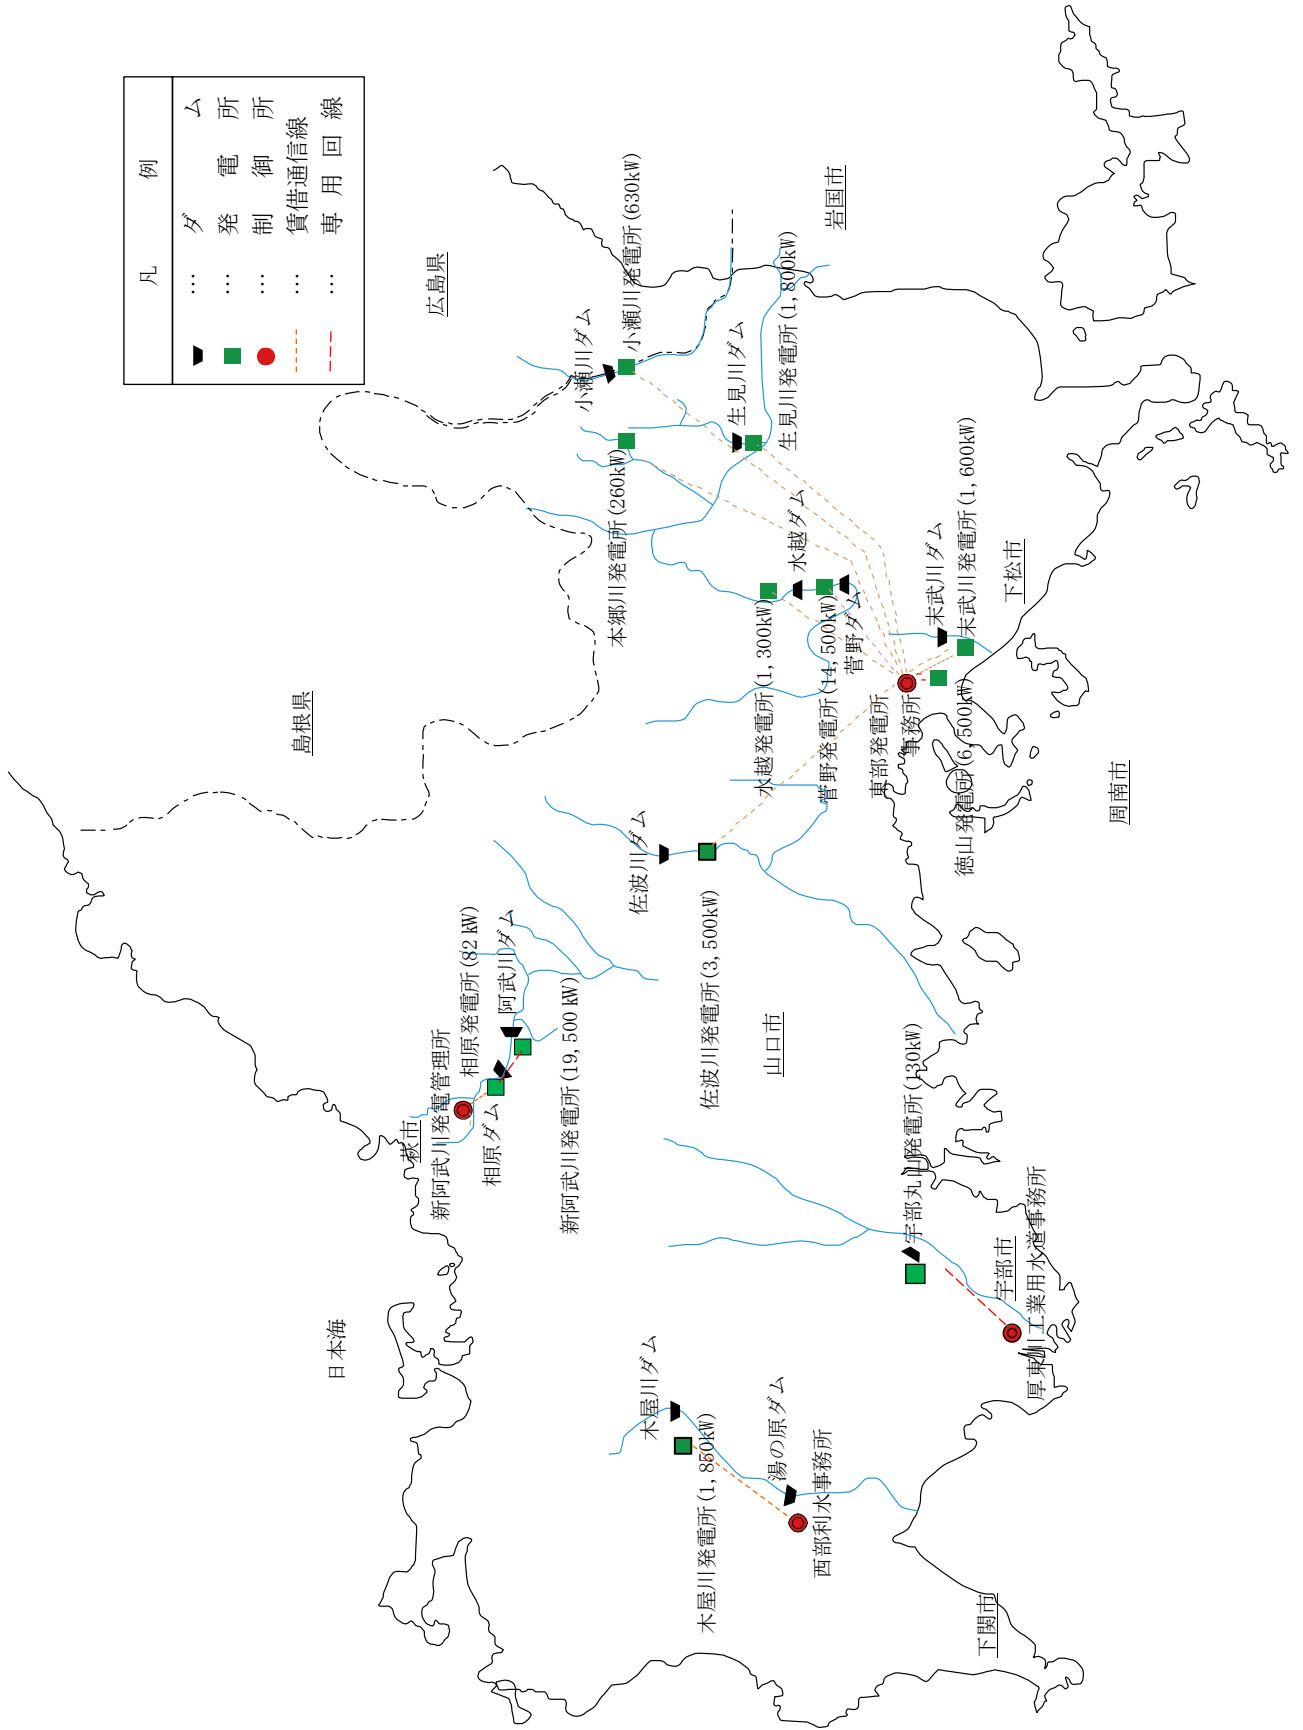 凡例
… ダム
… 発電所
… 制御所
… 賃借通信線
… 専用回線
広島県
島根県
日本海
岩国市
小瀬川ダム
小瀬川発電所(630kW)
生見川ダム
生見川発電所(1,800kW)
本郷川発電所(260kW)
水越ダム
水越発電所(1,300kW)
菅野発電所(14,500kW)
菅野ダム
末武川ダム
末武川発電所(1,600kW)
下松市
東部発電所
事務所
徳山発電所(6,500kW)
周南市
佐波川ダム
佐波川発電所(3,500kW)
山口市
阿武川ダム
相原発電所(82 kW)
新阿武川発電管理所
萩市
相原ダム
新阿武川発電所(19,500 kW)
宇部丸山発電所(130kW)
宇部市
厚東川工業用水道事務所
木屋川ダム
木屋川発電所(1,850kW)
湯の原ダム
西部利水事務所
下関市